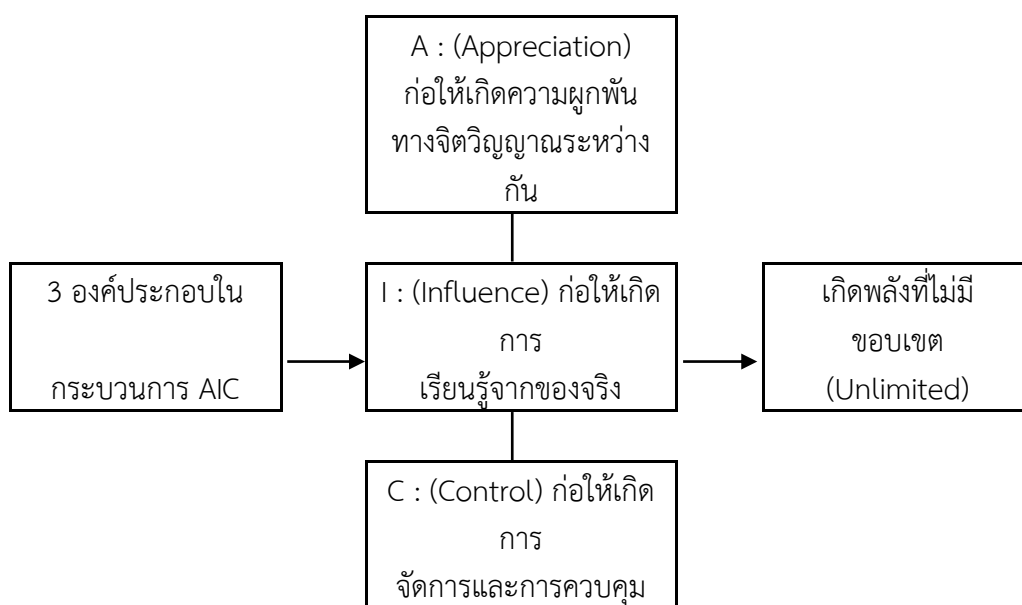 A : (Appreciation)
ก่อให้เกิดความผูกพัน
ทางจิตวิญญาณระหว่าง
กัน
3 องค์ประกอบใน
กระบวนการ AIC
I : (Influence) ก่อให้เกิด
การ
เรียนรู้จากของจริง
เกิดพลังที่ไม่มี
ขอบเขต
(Unlimited)
C : (Control) ก่อให้เกิด
การ
จัดการและการควบคุม